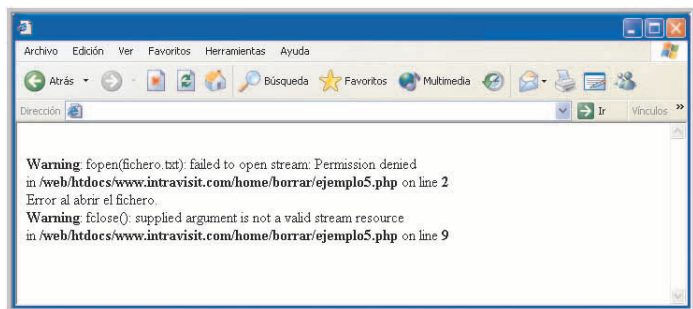 Archivo Edición Ver Favoritos Herramientas Ayuda
Atrás Búsqueda Favoritos Multimedia
Dirección Ir Vínculos »
Warning: fopen(fichero.txt): failed to open stream: Permission denied
in /web/htdocs/www.intravisit.com/home/borrar/ejemplo5.php on line 2
Error al abrir el fichero.
Warning: fclose(): supplied argument is not a valid stream resource
in /web/htdocs/www.intravisit.com/home/borrar/ejemplo5.php on line 9